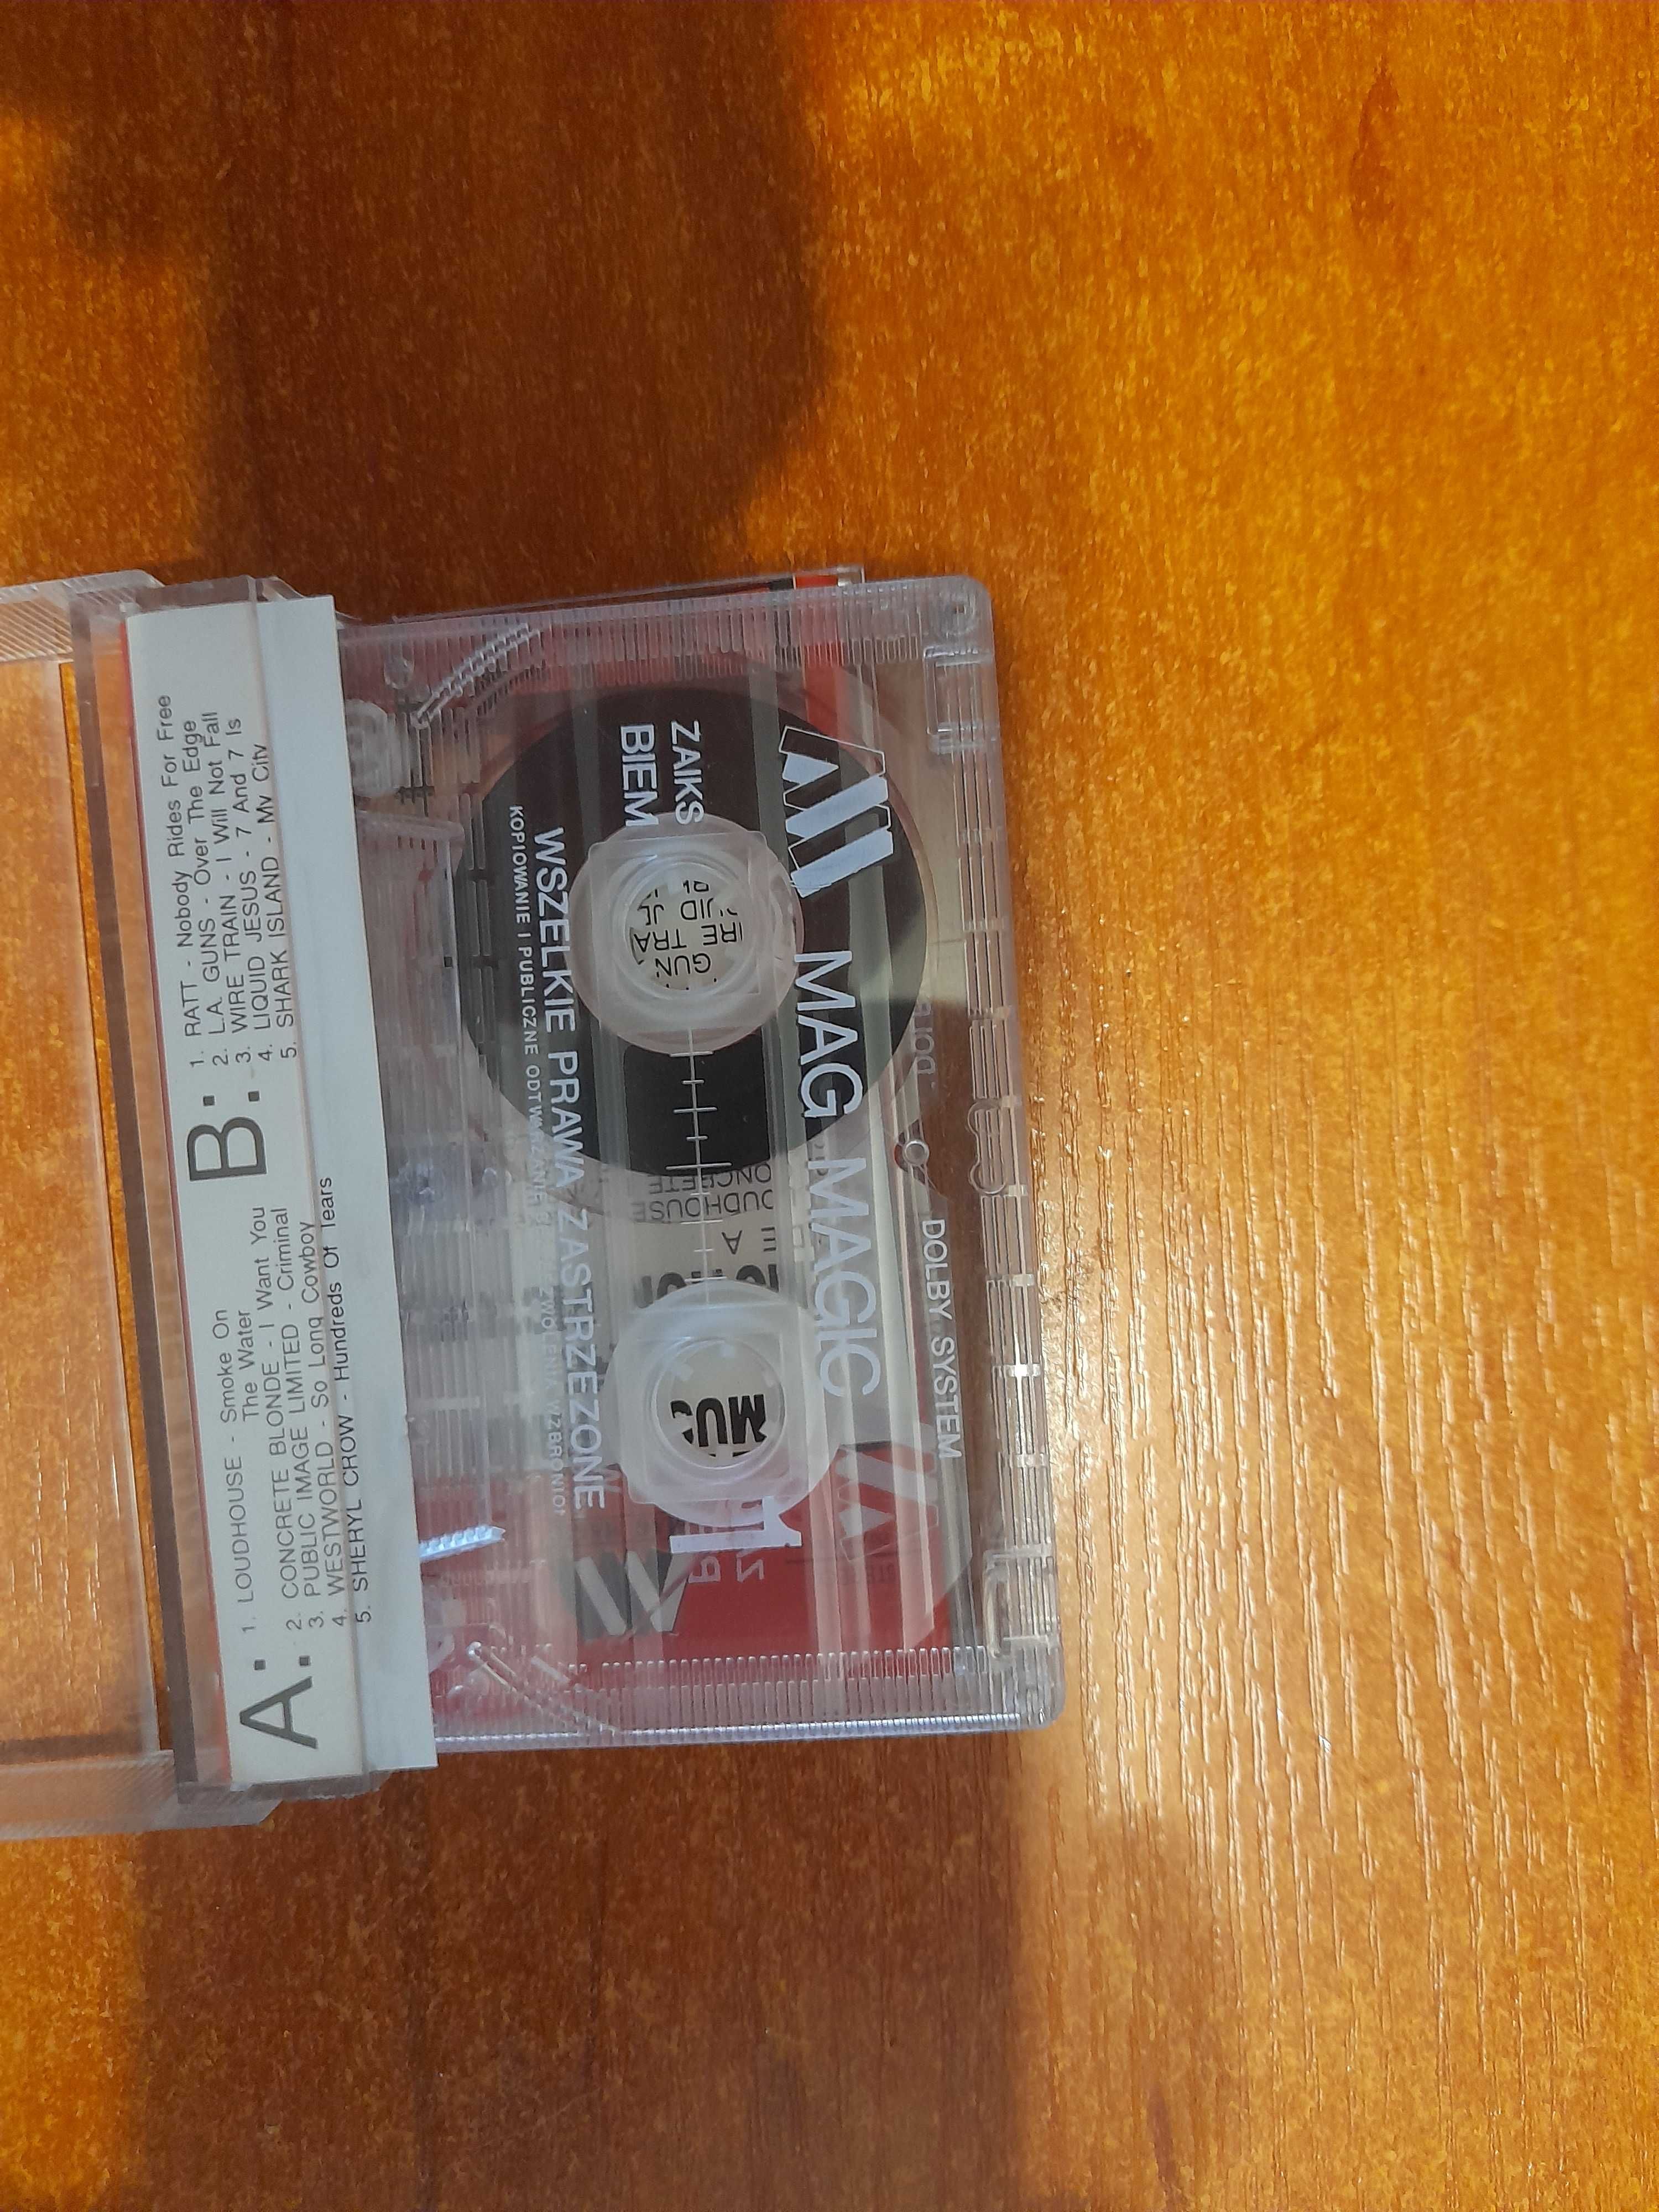 A:
1. LOUDHOUSE - Smoke On
The Water
2. CONCRETE BLONDE - I Want You
3. PUBLIC IMAGE LIMITED - Criminal
4. WESTWORLD - So Long Cowboy
5. SHERYL CROW - Hundreds Of Tears
B:
1. RATT - Nobody Rides For Free
2. L.A. GUNS - Over The Edge
3. WIRE TRAIN - I Will Not Fall
4. LIQUID JESUS - 7 And 7 Is
5. SHARK ISLAND - My City
DOLBY SYSTEM
MAG MAGIC
ZAIKS
BIEM
WSZELKIE PRAWA ZASTRZEŻONE
KOPIOWANIE I PUBLICZNE